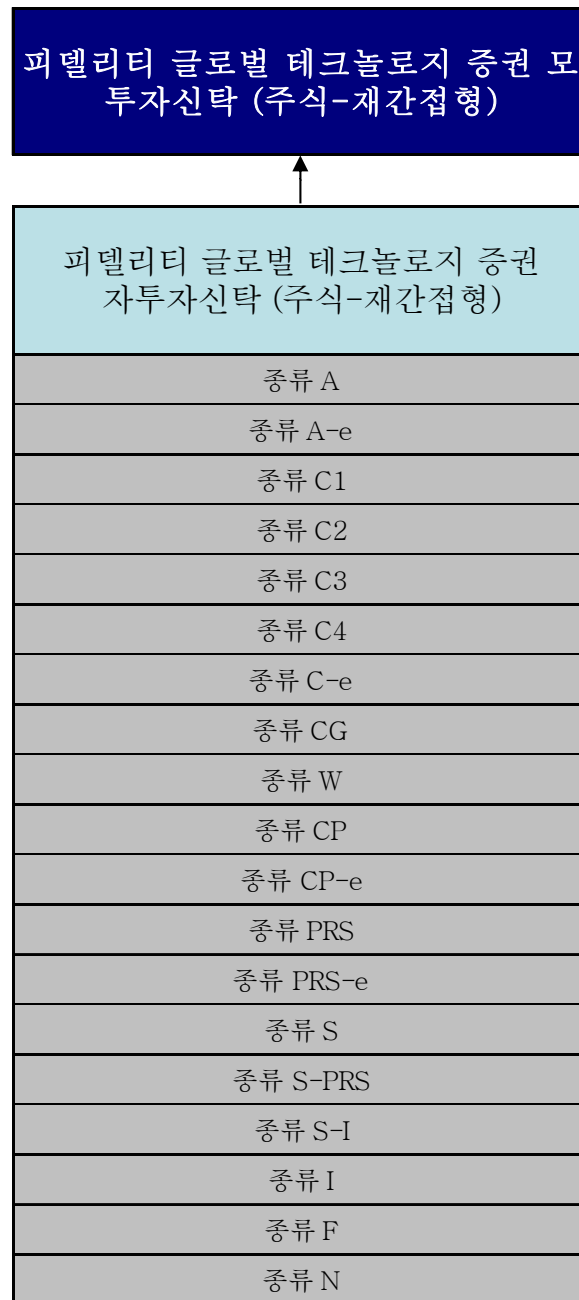 피델리티 글로벌 테크놀로지 증권 모
투자신탁 (주식-재간접형)
피델리티 글로벌 테크놀로지 증권
자투자신탁 (주식-재간접형)
종류 A
종류 A-e
종류 C1
종류 C2
종류 C3
종류 C4
종류 C-e
종류 CG
종류 W
종류 CP
종류 CP-e
종류 PRS
종류 PRS-e
종류 S
종류 S-PRS
종류 S-I
종류 I
종류 F
종류 N